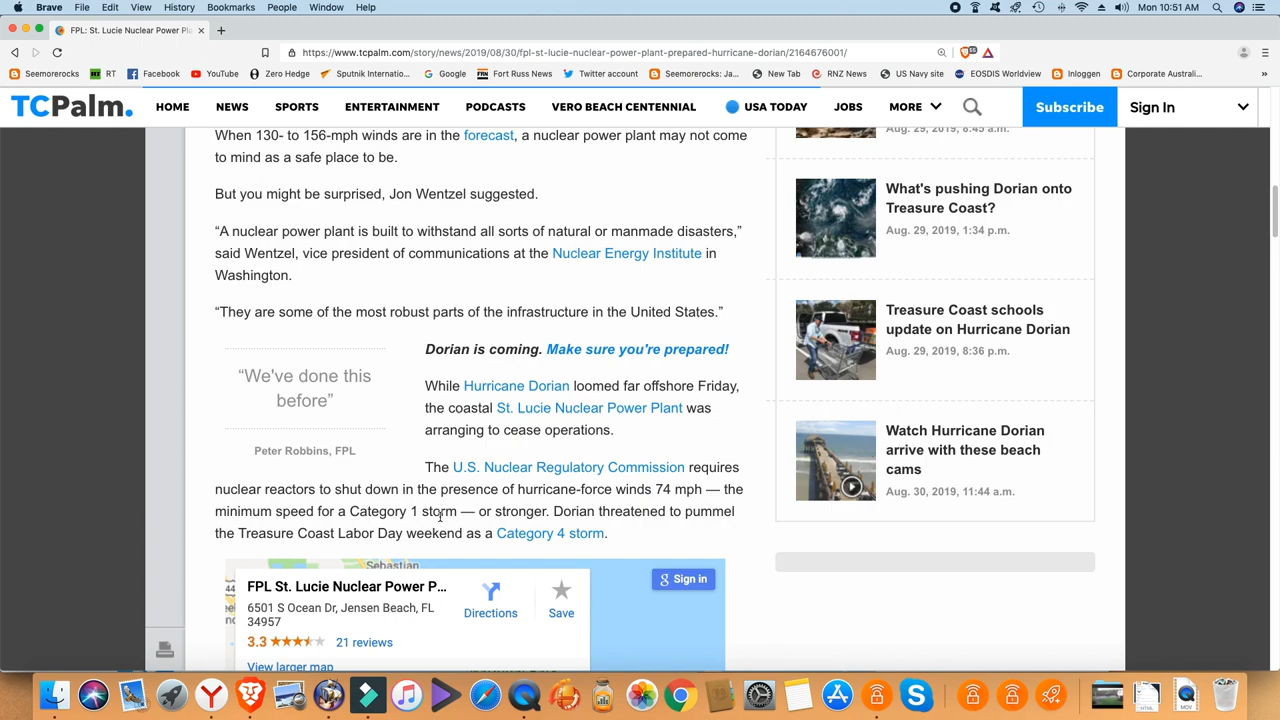 Brave File Edit View History Bookmarks People Window Help Mon 10:51 AM
FPL: St. Lucie Nuclear Power Pla
https://www.tcpalm.com/story/news/2019/08/30/fpl-st-lucie-nuclear-power-plant-prepared-hurricane-dorian/2164676001/
Seemorerocks RT Facebook YouTube Zero Hedge Sputnik Internatio... Google Fort Russ News Twitter account Seemorerocks: Ja... New Tab RNZ News US Navy site EOSDIS Worldview Inloggen Corporate Australi... »
TCPalm. HOME NEWS SPORTS ENTERTAINMENT PODCASTS VERO BEACH CENTENNIAL USA TODAY JOBS MORE Subscribe Sign In
When 130- to 156-mph winds are in the forecast, a nuclear power plant may not come
to mind as a safe place to be.
But you might be surprised, Jon Wentzel suggested.
“A nuclear power plant is built to withstand all sorts of natural or manmade disasters,”
said Wentzel, vice president of communications at the Nuclear Energy Institute in
Washington.
“They are some of the most robust parts of the infrastructure in the United States.”
“We've done this
before”
Peter Robbins, FPL
Dorian is coming. Make sure you're prepared!
While Hurricane Dorian loomed far offshore Friday,
the coastal St. Lucie Nuclear Power Plant was
arranging to cease operations.
The U.S. Nuclear Regulatory Commission requires
nuclear reactors to shut down in the presence of hurricane-force winds 74 mph — the
minimum speed for a Category 1 storm — or stronger. Dorian threatened to pummel
the Treasure Coast Labor Day weekend as a Category 4 storm.
Sebastian
FPL St. Lucie Nuclear Power P...
6501 S Ocean Dr, Jensen Beach, FL
34957
3.3 21 reviews
View larger map
Directions
Save
Sign in
Aug. 29, 2019, 8:45 a.m.
What's pushing Dorian onto
Treasure Coast?
Aug. 29, 2019, 1:34 p.m.
Treasure Coast schools
update on Hurricane Dorian
Aug. 29, 2019, 8:36 p.m.
Watch Hurricane Dorian
arrive with these beach
cams
Aug. 30, 2019, 11:44 a.m.